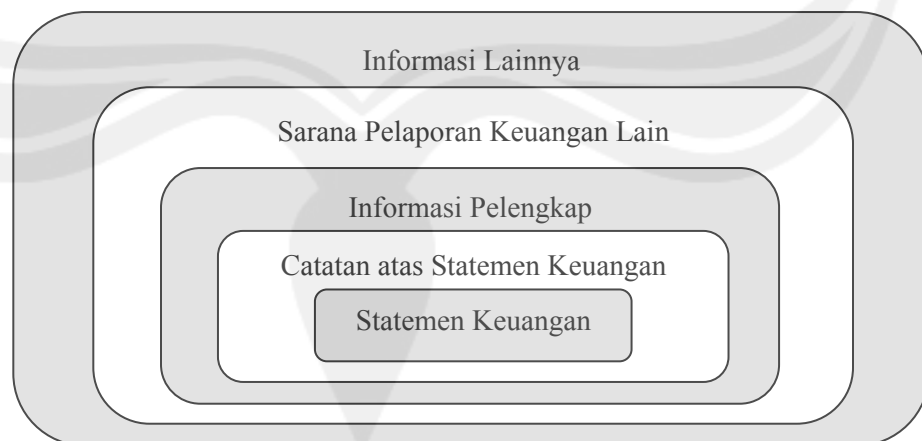 Informasi Lainnya
Sarana Pelaporan Keuangan Lain
Informasi Pelengkap
Catatan atas Statemen Keuangan
Statemen Keuangan